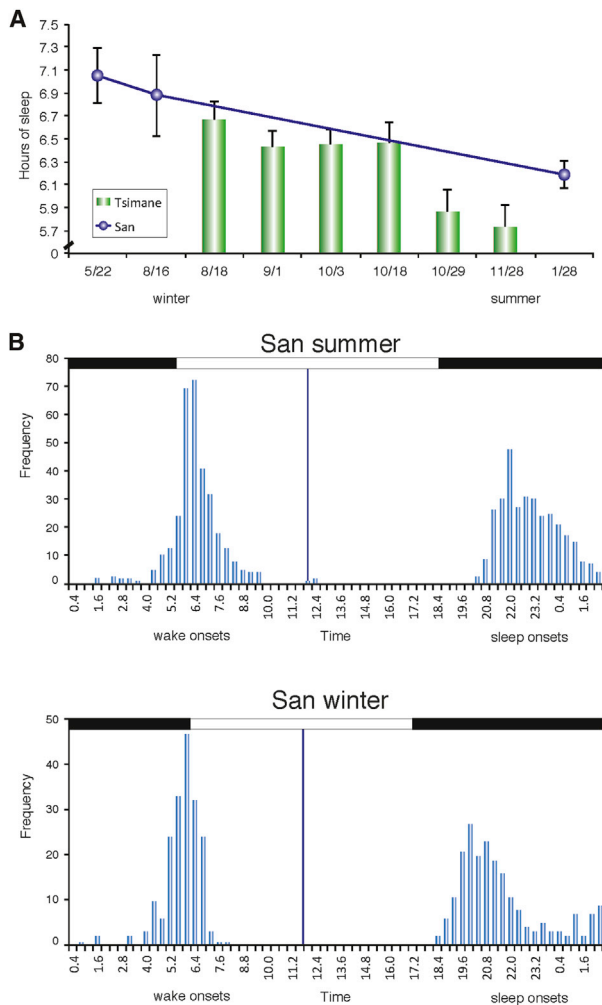 A
7.5
7.3
7.1
6.9
6.7
6.5
6.3
6.1
5.9
5.7
0
Hours of sleep
Tsimane
San
5/22 8/16 8/18 9/1 10/3 10/18 10/29 11/28 1/28
winter summer
B
San summer
80
70
60
50
40
30
20
10
0
Frequency
0.4 1.6 2.8 4.0 5.2 6.4 7.6 8.8 10.0 11.2 12.4 13.6 14.8 16.0 17.2 18.4 19.6 20.8 22.0 23.2 0.4 1.6
wake onsets Time sleep onsets
San winter
50
40
30
20
10
0
Frequency
0.4 1.6 2.8 4.0 5.2 6.4 7.6 8.8 10.0 11.2 12.4 13.6 14.8 16.0 17.2 18.4 19.6 20.8 22.0 23.2 0.4 1.6
wake onsets Time sleep onsets